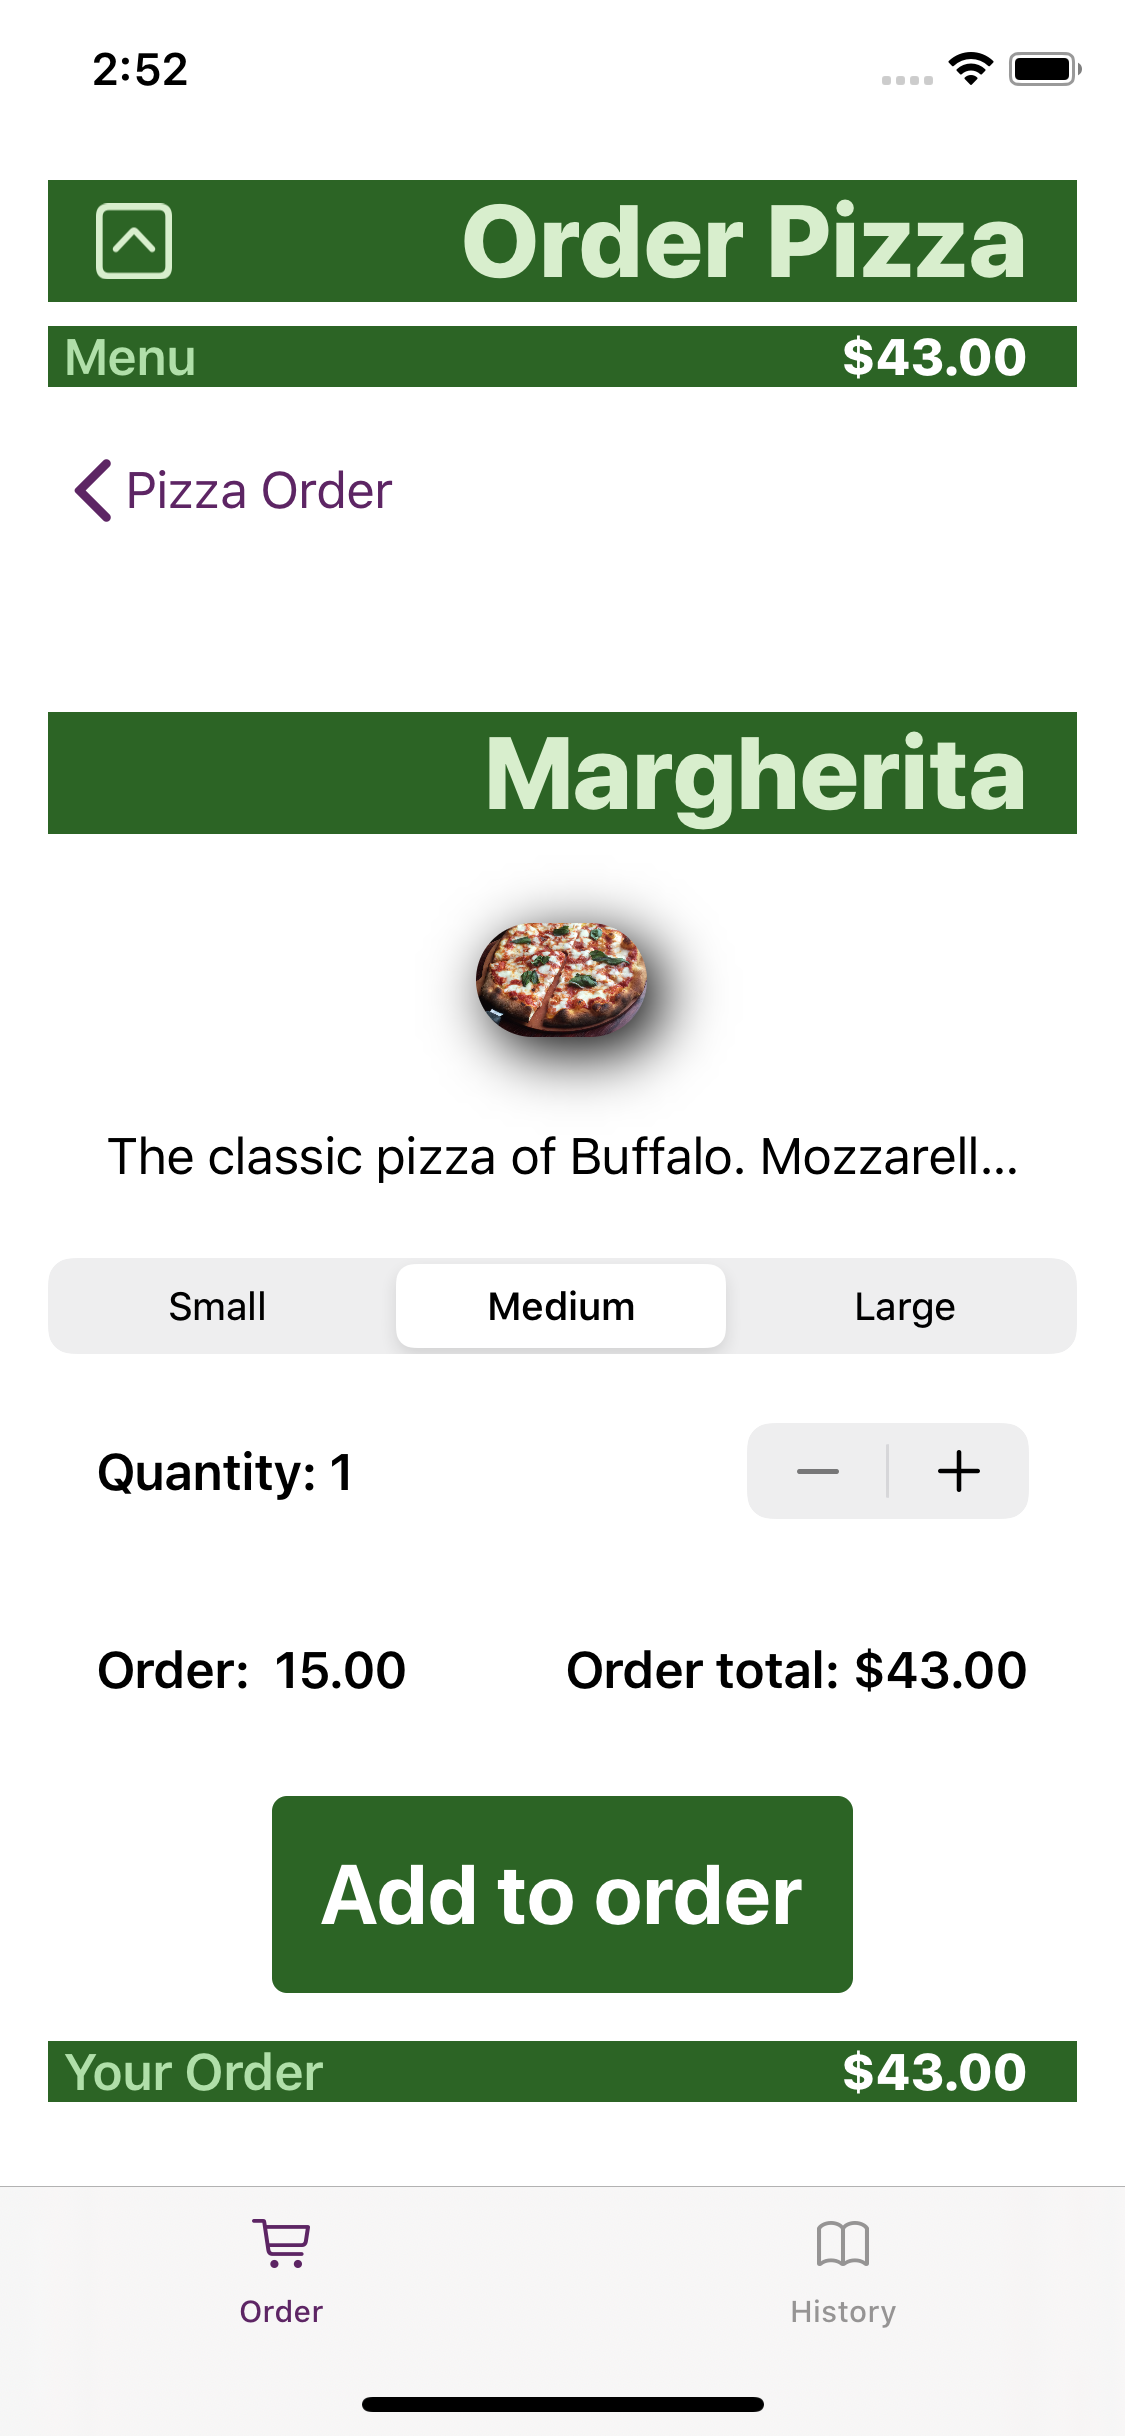 2:52
Order Pizza
Menu $43.00
Pizza Order
Margherita
The classic pizza of Buffalo. Mozzarell...
Small Medium Large
Quantity: 1
Order: 15.00 Order total: $43.00
Add to order
Your Order $43.00
Order History